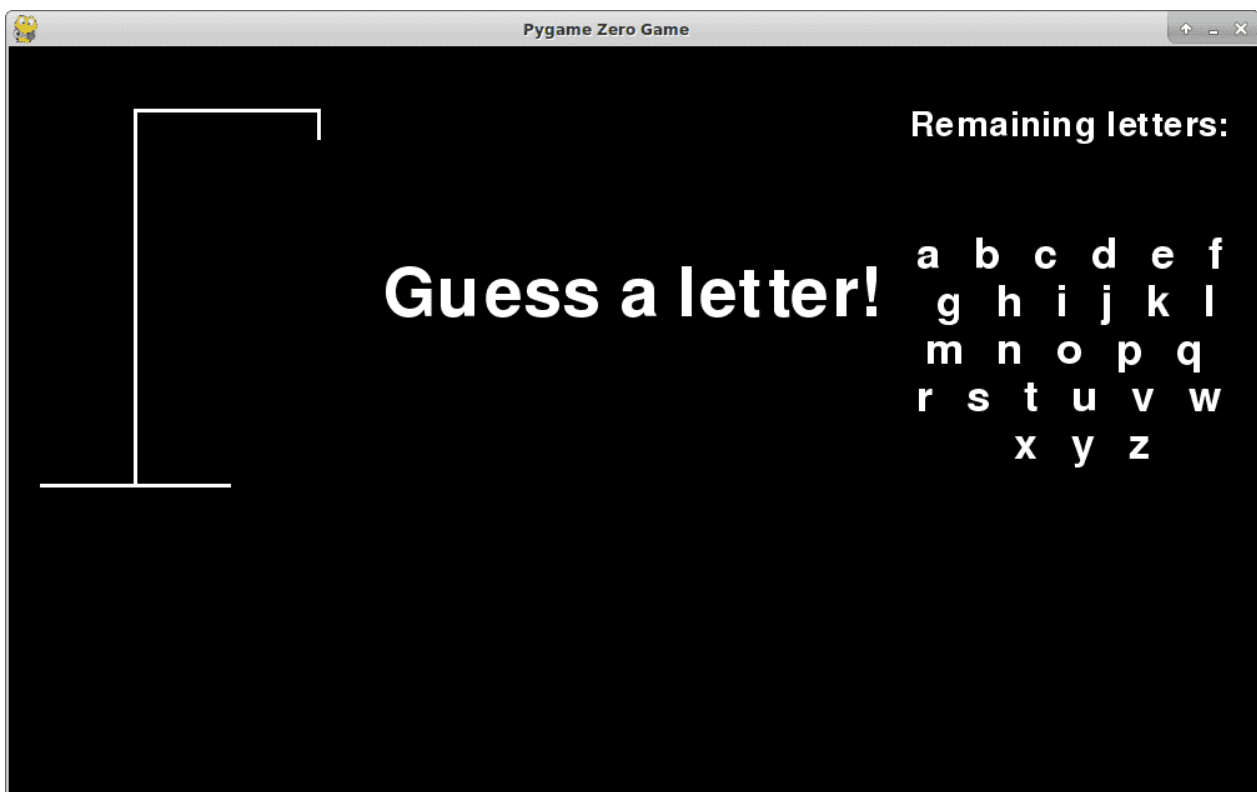 Pygame Zero Game
Remaining letters:
Guess a letter!
a b c d e f
g h i j k l
m n o p q
r s t u v w
x y z